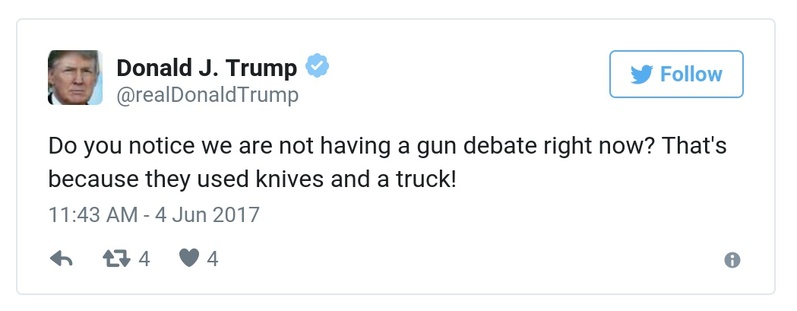 Donald J. Trump
@realDonaldTrump
Follow
Do you notice we are not having a gun debate right now? That's
because they used knives and a truck!
11:43 AM - 4 Jun 2017
4 4